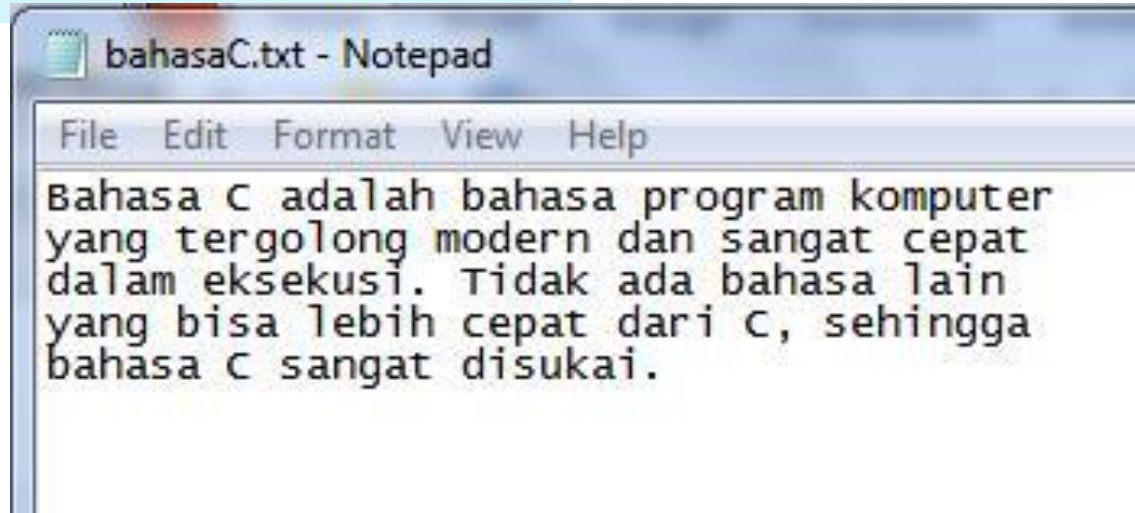 bahasaC.txt - Notepad
File Edit Format View Help
Bahasa C adalah bahasa program komputer
yang tergolong modern dan sangat cepat
dalam eksekusi. Tidak ada bahasa lain
yang bisa lebih cepat dari C, sehingga
bahasa C sangat disukai.